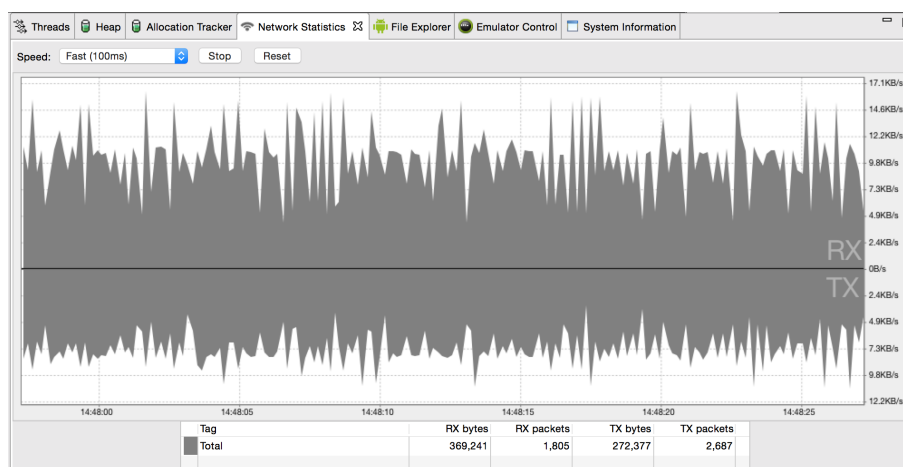 Threads Heap Allocation Tracker Network Statistics File Explorer Emulator Control System Information
Speed: Fast (100ms) Stop Reset
17.1KB/s
14.6KB/s
12.2KB/s
9.8KB/s
7.3KB/s
4.9KB/s
2.4KB/s
RX
0B/s
TX
2.4KB/s
4.9KB/s
7.3KB/s
9.8KB/s
12.2KB/s
14:48:00 14:48:05 14:48:10 14:48:15 14:48:20 14:48:25
Tag RX bytes RX packets TX bytes TX packets
Total 369,241 1,805 272,377 2,687